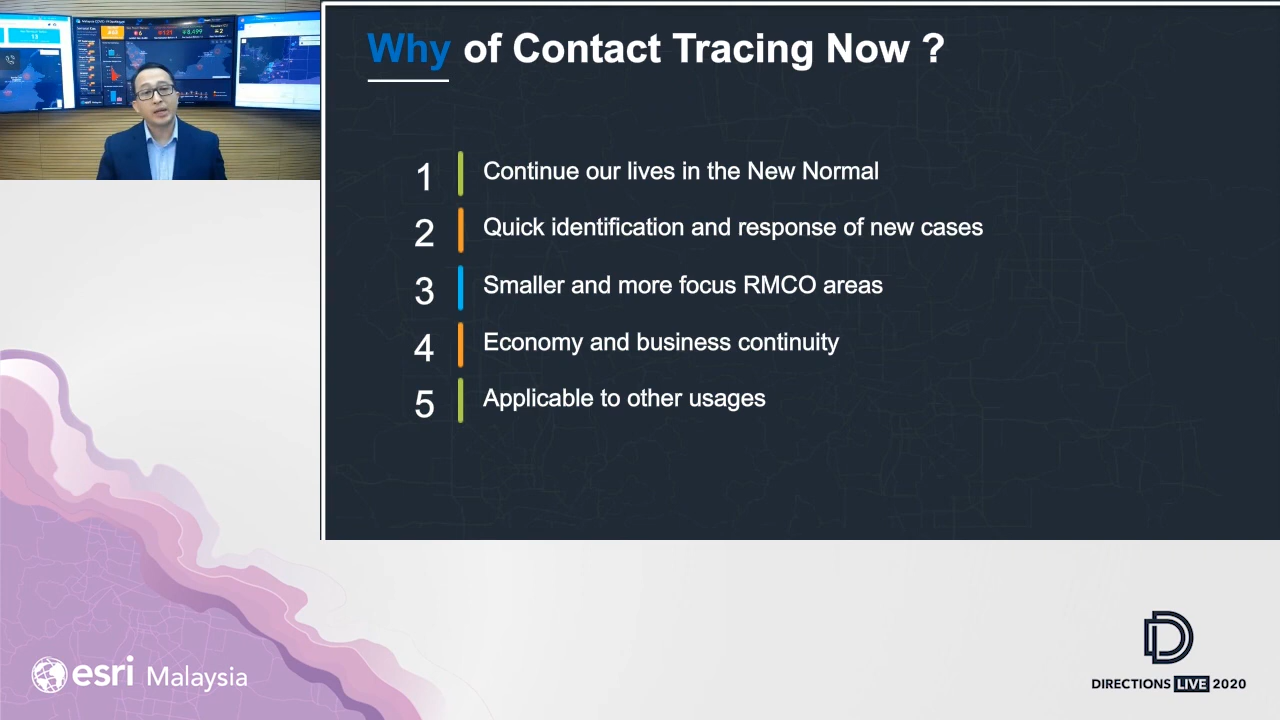 Why of Contact Tracing Now ?
1 Continue our lives in the New Normal
2 Quick identification and response of new cases
3 Smaller and more focus RMCO areas
4 Economy and business continuity
5 Applicable to other usages
esri Malaysia
DIRECTIONS LIVE 2020